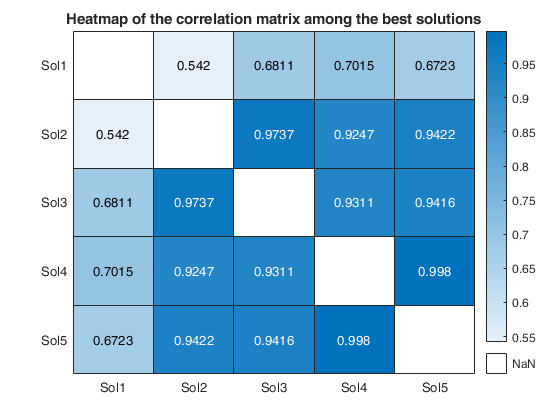 Heatmap of the correlation matrix among the best solutions
Sol1 0.542 0.6811 0.7015 0.6723
Sol2 0.542 0.9737 0.9247 0.9422
Sol3 0.6811 0.9737 0.9311 0.9416
Sol4 0.7015 0.9247 0.9311 0.998
Sol5 0.6723 0.9422 0.9416 0.998
Sol1 Sol2 Sol3 Sol4 Sol5
0.95
0.9
0.85
0.8
0.75
0.7
0.65
0.6
0.55
NaN